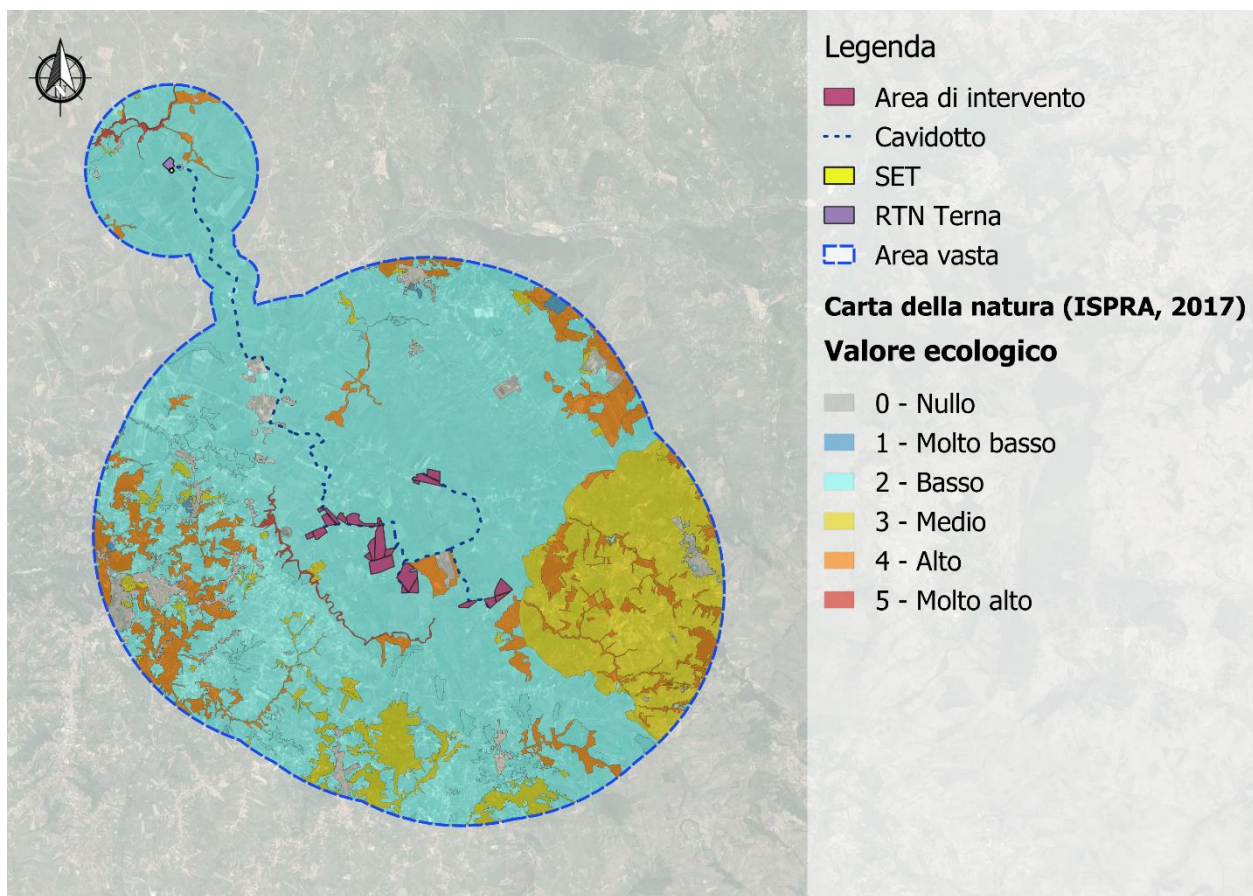 N
Legenda
Area di intervento
Cavidotto
SET
RTN Terna
Area vasta
Carta della natura (ISPRA, 2017)
Valore ecologico
0 - Nullo
1 - Molto basso
2 - Basso
3 - Medio
4 - Alto
5 - Molto alto